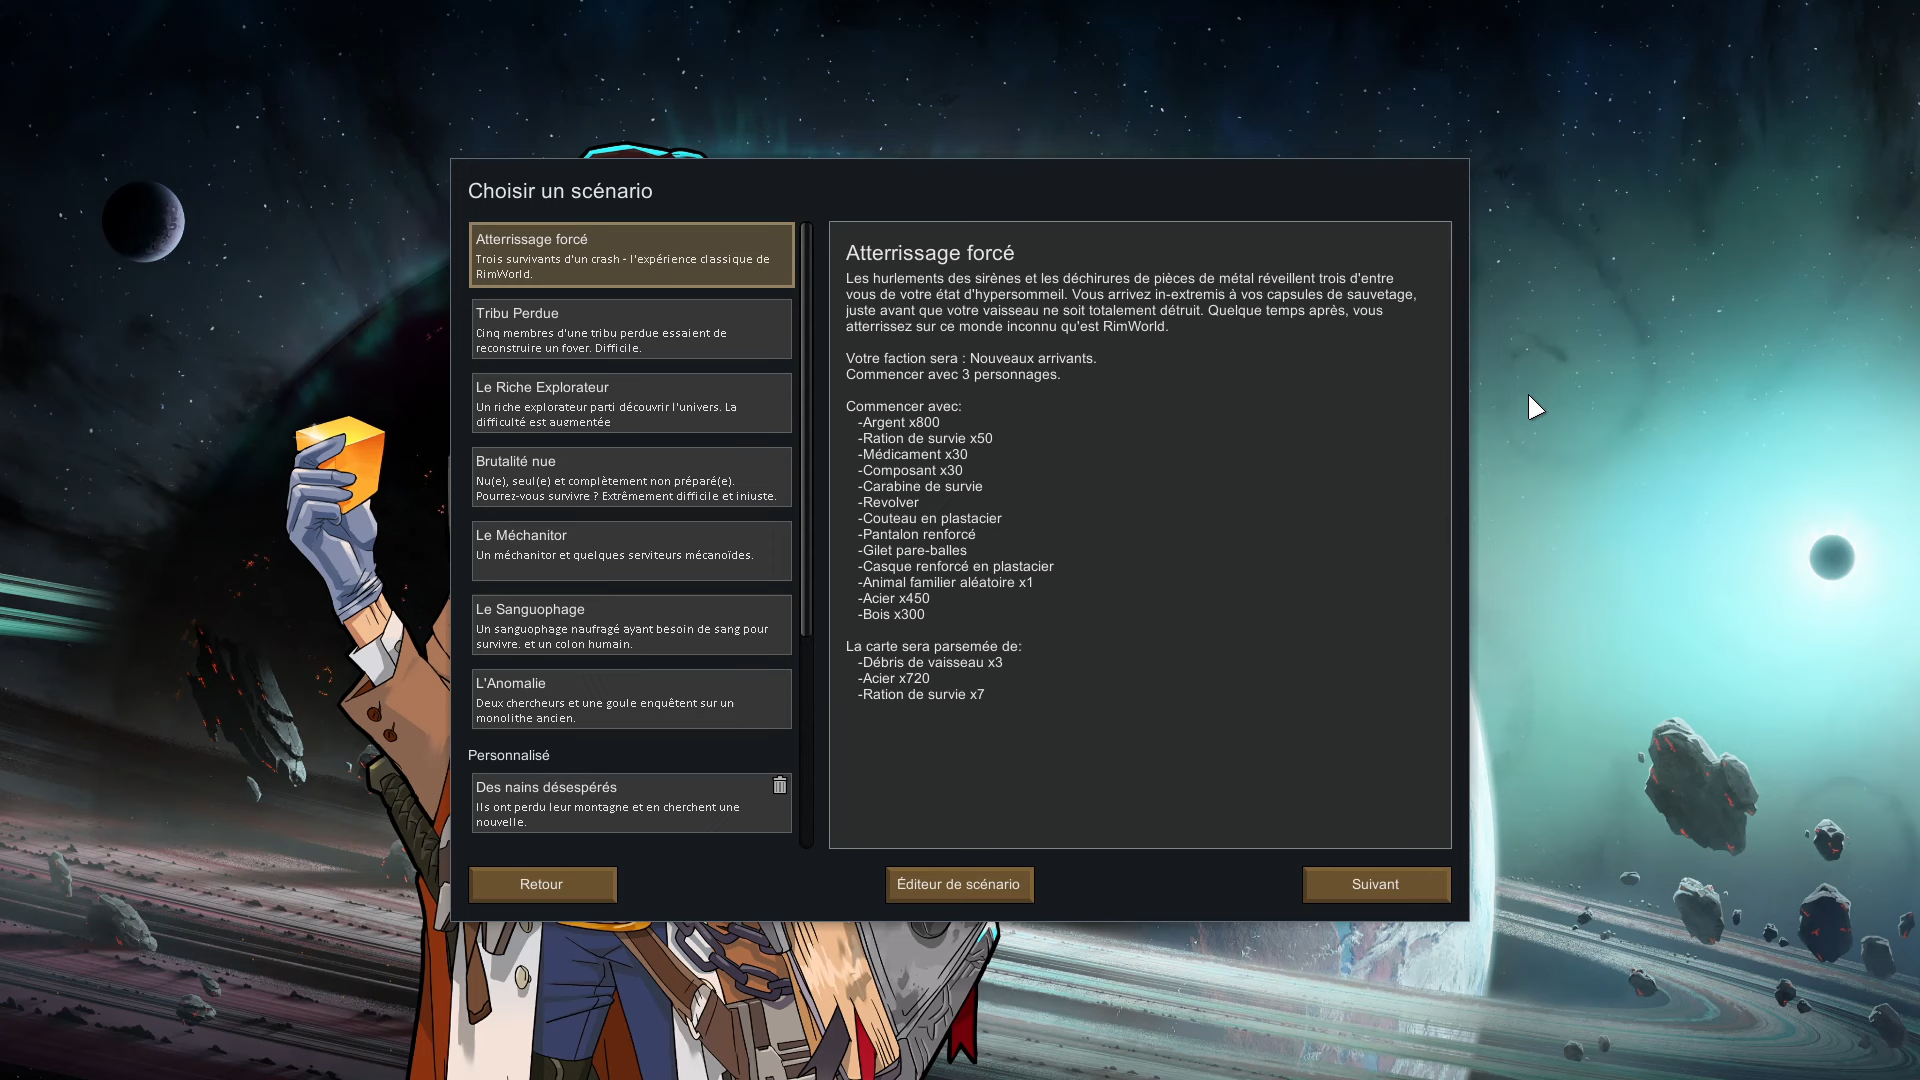 Choisir un scénario
Atterrissage forcé
Trois survivants d'un crash - l'expérience classique de
RimWorld.
Tribu Perdue
Cinq membres d'une tribu perdue essaient de
reconstruire un foyer. Difficile.
Le Riche Explorateur
Un riche explorateur parti découvrir l'univers. La
difficulté est augmentée
Brutalité nue
Nu(e), seul(e) et complètement non préparé(e).
Pourrez-vous survivre ? Extrêmement difficile et injuste.
Le Méchanitor
Un méchanitor et quelques serviteurs mécanoïdes.
Le Sanguophage
Un sanguophage naufragé ayant besoin de sang pour
survivre, et un colon humain.
L'Anomalie
Deux chercheurs et une goule enquêtent sur un
monolithe ancien.
Personnalisé
Des nains désespérés
Ils ont perdu leur montagne et en cherchent une
nouvelle.
Atterrissage forcé
Les hurlements des sirènes et les déchirures de pièces de métal réveillent trois d'entre
vous de votre état d'hypersommeil. Vous arrivez in-extremis à vos capsules de sauvetage,
juste avant que votre vaisseau ne soit totalement détruit. Quelque temps après, vous
atterrissez sur ce monde inconnu qu'est RimWorld.
Votre faction sera : Nouveaux arrivants.
Commencer avec 3 personnages.
Commencer avec:
-Argent x800
-Ration de survie x50
-Médicament x30
-Composant x30
-Carabine de survie
-Revolver
-Couteau en plastacier
-Pantalon renforcé
-Gilet pare-balles
-Casque renforcé en plastacier
-Animal familier aléatoire x1
-Acier x450
-Bois x300
La carte sera parsemée de:
-Débris de vaisseau x3
-Acier x720
-Ration de survie x7
Retour
Éditeur de scénario
Suivant